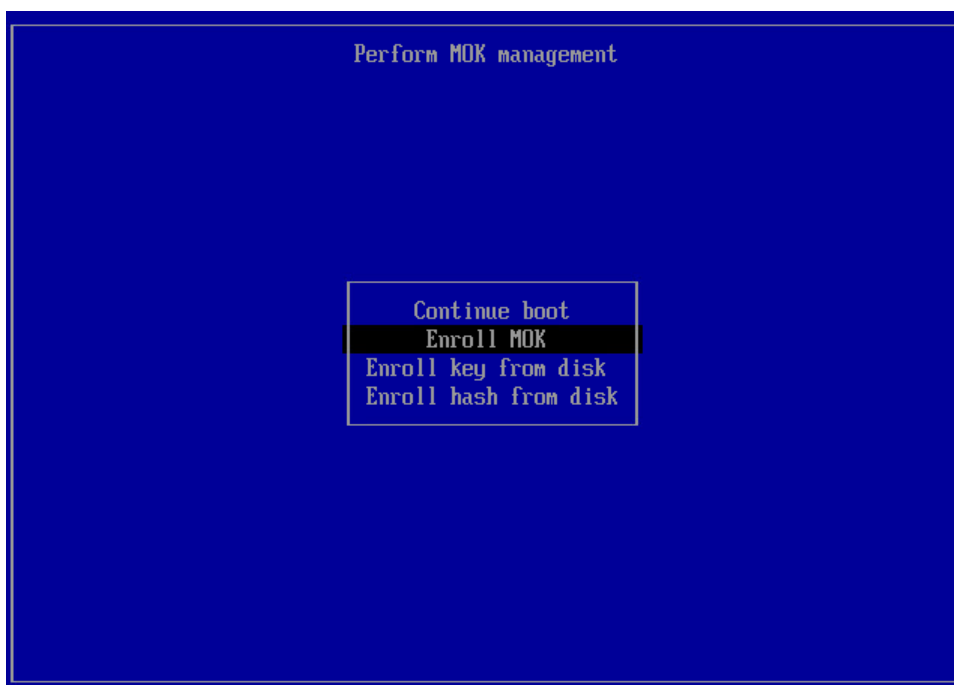 Perform MOK management
Continue boot
Enroll MOK
Enroll key from disk
Enroll hash from disk